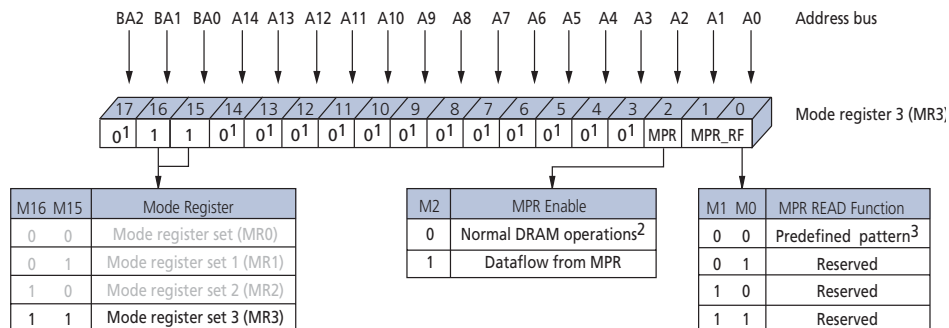 BA2 BA1 BA0 A14 A13 A12 A11 A10 A9 A8 A7 A6 A5 A4 A3 A2 A1 A0 Address bus
17 16 15 14 13 12 11 10 9 8 7 6 5 4 3 2 1 0 Mode register 3 (MR3)
0¹ 1 1 0¹ 0¹ 0¹ 0¹ 0¹ 0¹ 0¹ 0¹ 0¹ 0¹ 0¹ 0¹ MPR MPR_RF
M16 M15 Mode Register
0 0 Mode register set (MR0)
0 1 Mode register set 1 (MR1)
1 0 Mode register set 2 (MR2)
1 1 Mode register set 3 (MR3)
M2 MPR Enable
0 Normal DRAM operations²
1 Dataflow from MPR
M1 M0 MPR READ Function
0 0 Predefined pattern³
0 1 Reserved
1 0 Reserved
1 1 Reserved